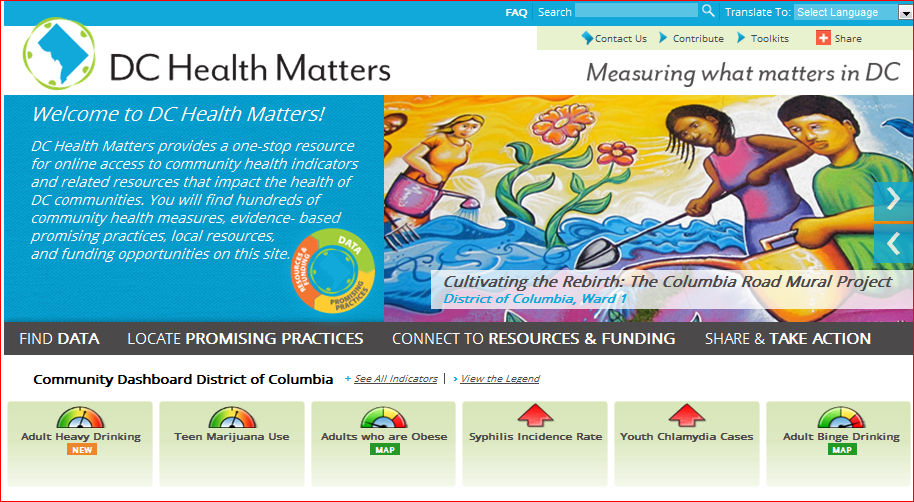 FAQ Search Translate To: Select Language
Contact Us Contribute Toolkits Share
DC Health Matters
Measuring what matters in DC
Welcome to DC Health Matters!
DC Health Matters provides a one-stop resource
for online access to community health indicators
and related resources that impact the health of
DC communities. You will find hundreds of
community health measures, evidence- based
promising practices, local resources,
and funding opportunities on this site.
DATA
PROMISING PRACTICES
RESOURCES & FUNDING
Cultivating the Rebirth: The Columbia Road Mural Project
District of Columbia, Ward 1
FIND DATA LOCATE PROMISING PRACTICES CONNECT TO RESOURCES & FUNDING SHARE & TAKE ACTION
Community Dashboard District of Columbia + See All Indicators | › View the Legend
Adult Heavy Drinking
NEW
Teen Marijuana Use
Adults who are Obese
MAP
Syphilis Incidence Rate
Youth Chlamydia Cases
Adult Binge Drinking
MAP